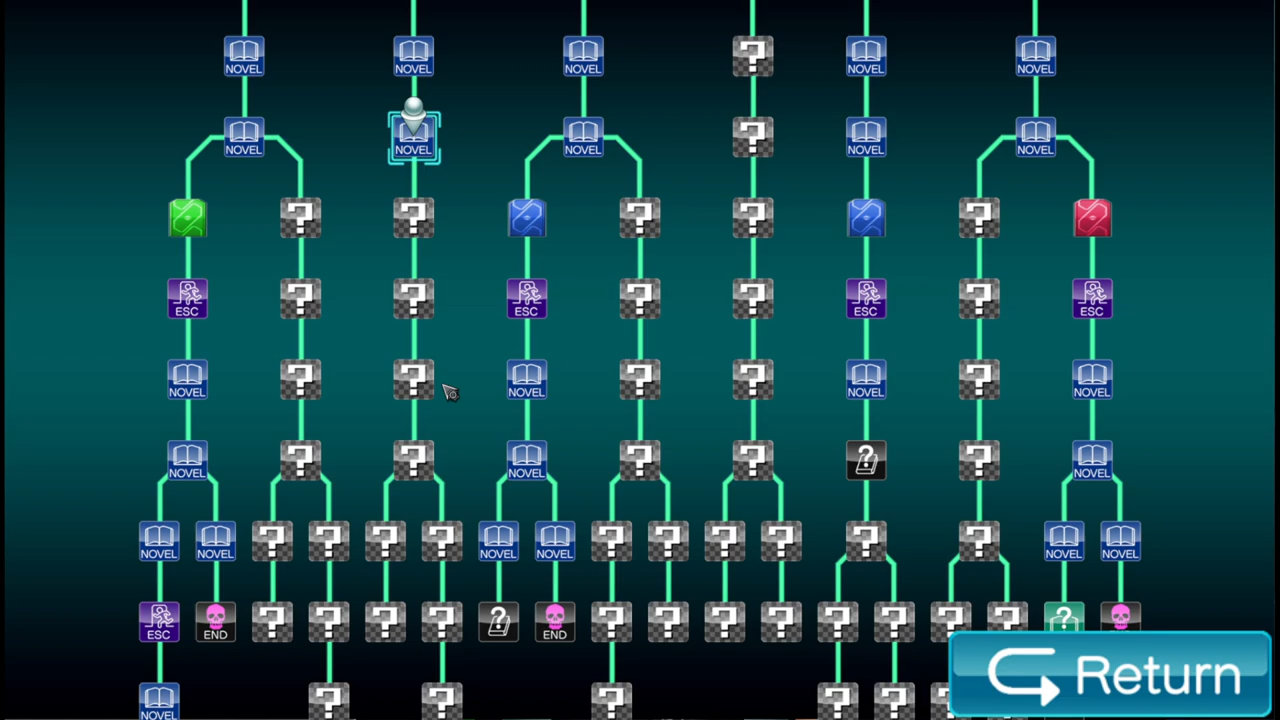 NOVEL NOVEL NOVEL ? NOVEL NOVEL
NOVEL NOVEL NOVEL ? NOVEL NOVEL
? ? ? ? ?
ESC ? ? ESC ? ? ESC ? ESC
NOVEL ? ? NOVEL ? ? NOVEL ? NOVEL
NOVEL ? ? NOVEL ? ? ? ? NOVEL
NOVEL NOVEL ? ? ? ? NOVEL NOVEL ? ? ? ? ? ? NOVEL NOVEL
ESC END ? ? ? ? ? END ? ? ? ? ? ? ? ? ?
NOVEL ? ? ? ? ?
Return